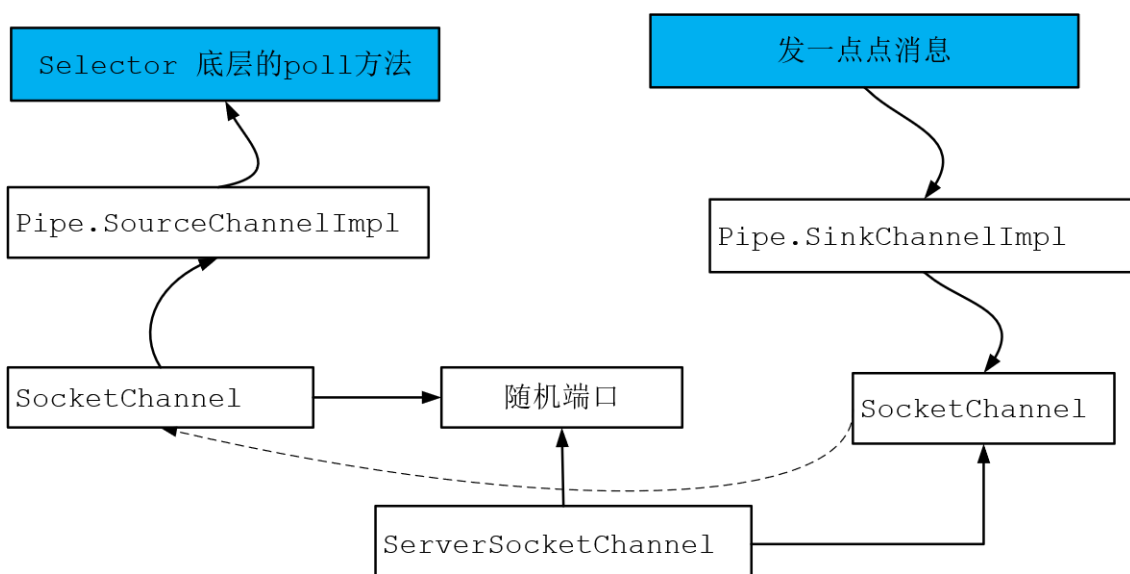 Selector 底层的poll方法
发一点点消息
Pipe.SourceChannelImpl
Pipe.SinkChannelImpl
SocketChannel
随机端口
SocketChannel
ServerSocketChannel